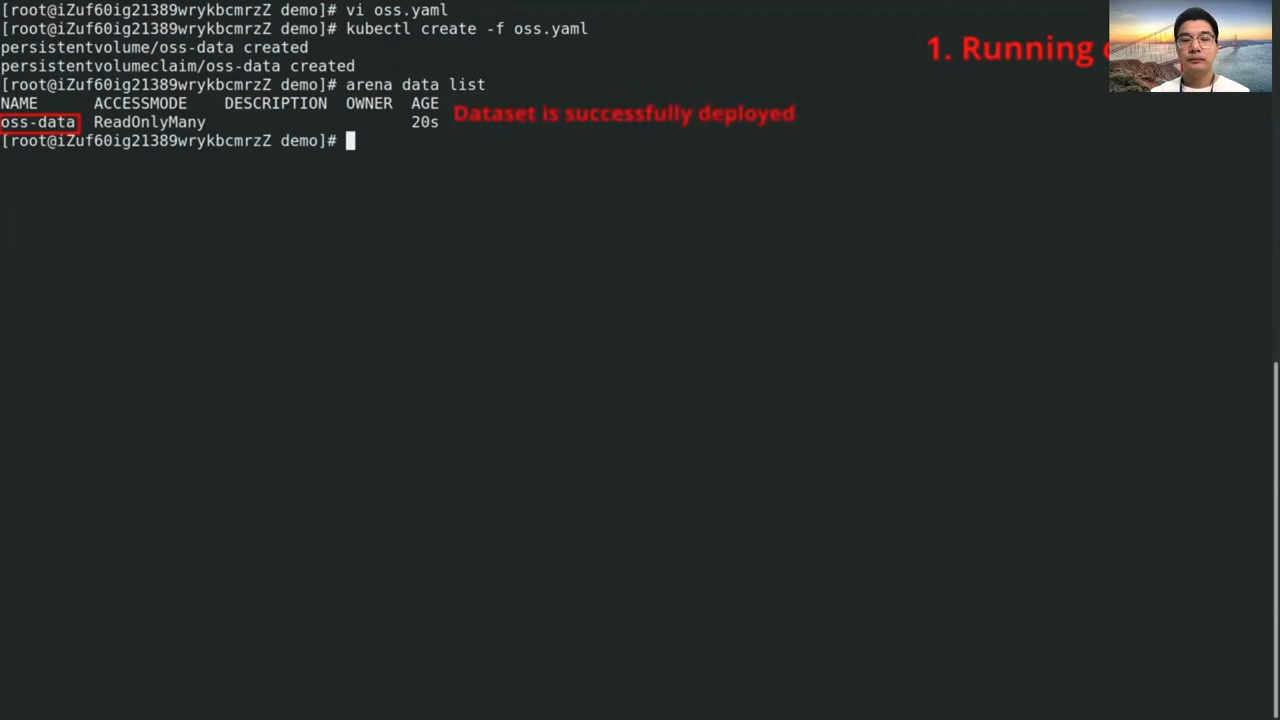 [root@iZuf60ig21389wrykbcmrzZ demo]# vi oss.yaml
[root@iZuf60ig21389wrykbcmrzZ demo]# kubectl create -f oss.yaml
persistentvolume/oss-data created
1. Running
persistentvolumeclaim/oss-data created
[root@iZuf60ig21389wrykbcmrzZ demo]# arena data list
NAME ACCESSMODE DESCRIPTION OWNER AGE
Dataset is successfully deployed
oss-data ReadOnlyMany 20s
[root@iZuf60ig21389wrykbcmrzZ demo]#